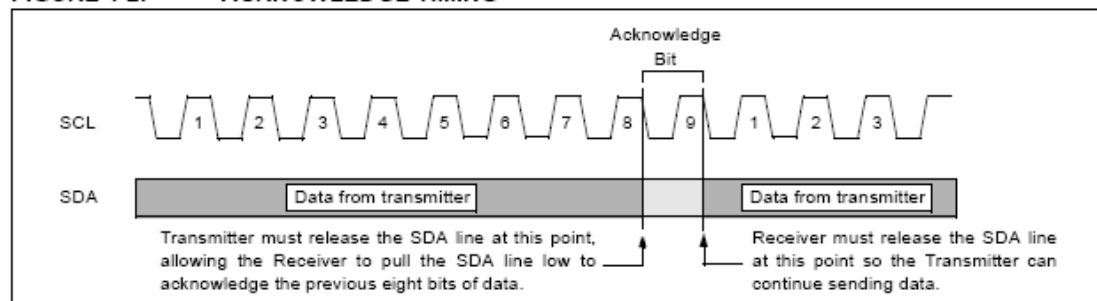 FIGURE 4-2: ACKNOWLEDGE TIMING
Acknowledge
Bit
SCL
1 2 3 4 5 6 7 8 9 1 2 3
SDA
Data from transmitter
Data from transmitter
Transmitter must release the SDA line at this point,
allowing the Receiver to pull the SDA line low to
acknowledge the previous eight bits of data.
Receiver must release the SDA line
at this point so the Transmitter can
continue sending data.